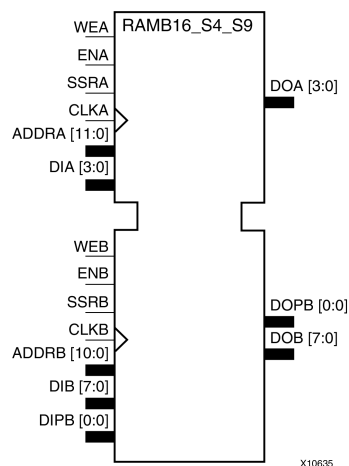 RAMB16_S4_S9
WEA
ENA
SSRA
CLKA
ADDRA [11:0]
DIA [3:0]
DOA [3:0]
WEB
ENB
SSRB
CLKB
ADDRB [10:0]
DIB [7:0]
DIPB [0:0]
DOPB [0:0]
DOB [7:0]
X10635